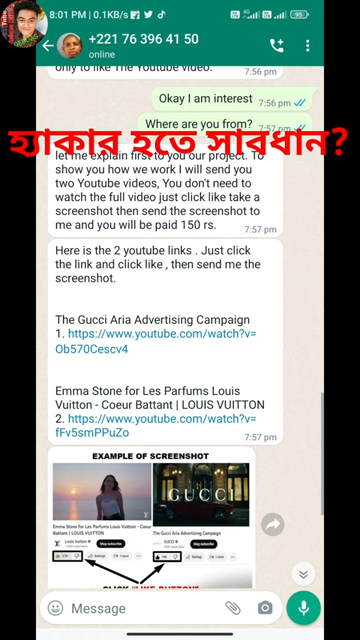 8:01 PM | 0.1KB/s
95
+221 76 396 41 50
online
only to like The Youtube video.
7:56 pm
Okay I am interest
7:56 pm
Where are you from?
7:57 pm
হ্যাকার হতে সাবধান?
let me explain first to you our project. To
show you how we work I will send you
two Youtube videos, You don't need to
watch the full video just click like take a
screenshot then send the screenshot to
me and you will be paid 150 rs.
7:57 pm
Here is the 2 youtube links . Just click
the link and click like , then send me the
screenshot.
The Gucci Aria Advertising Campaign
1. https://www.youtube.com/watch?v=
Ob570Cescv4
Emma Stone for Les Parfums Louis
Vuitton - Coeur Battant | LOUIS VUITTON
2. https://www.youtube.com/watch?v=
fFv5smPPuZo
7:57 pm
EXAMPLE OF SCREENSHOT
GUCCI
Emma Stone for Les Parfums Louis Vuitton - Coeur
Battant | LOUIS VUITTON
The Gucci Aria Advertising Campaign
Louis Vuitton
GUCCI
CLICK "LIKE BUTTON"
Message